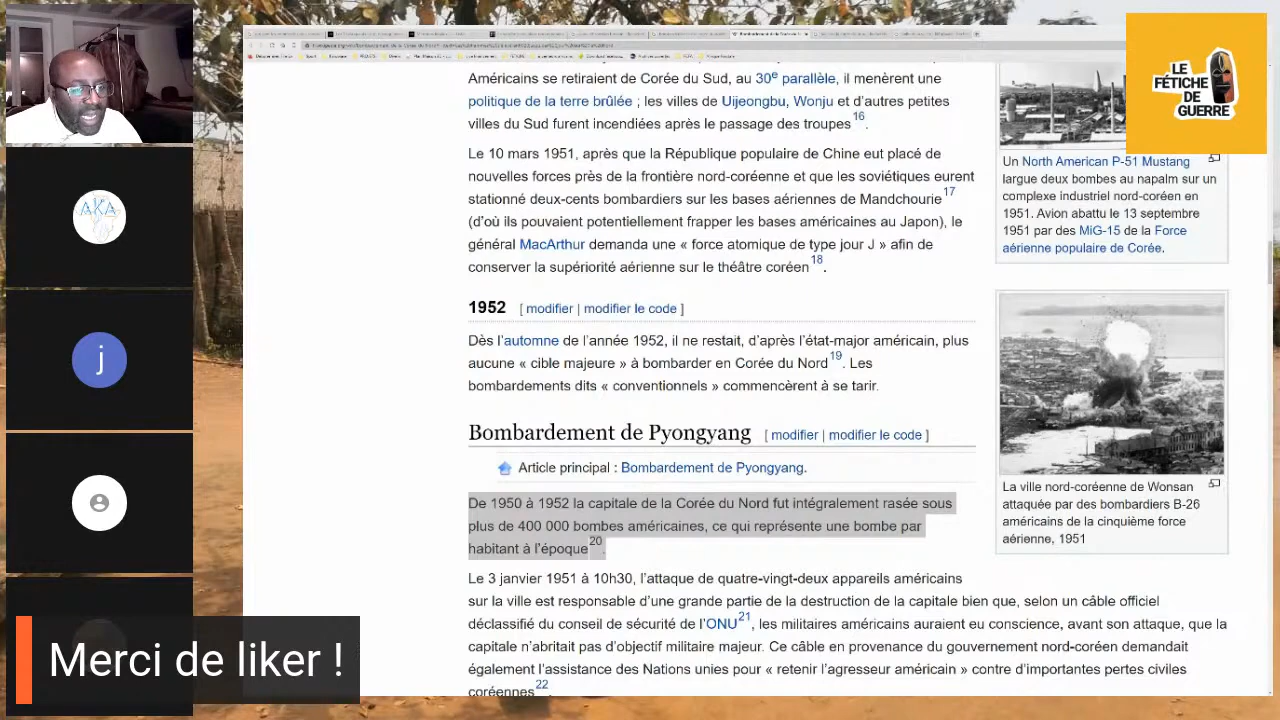 Américains se retiraient de Corée du Sud, au 30e parallèle, il menèrent une
politique de la terre brûlée ; les villes de Uijeongbu, Wonju et d'autres petites
villes du Sud furent incendiées après le passage des troupes 16.
Le 10 mars 1951, après que la République populaire de Chine eut placé de
nouvelles forces près de la frontière nord-coréenne et que les soviétiques eurent
stationné deux-cents bombardiers sur les bases aériennes de Mandchourie 17
(d'où ils pouvaient potentiellement frapper les bases américaines au Japon), le
général MacArthur demanda une « force atomique de type jour J » afin de
conserver la supériorité aérienne sur le théâtre coréen 18.
1952 [ modifier | modifier le code ]
Dès l'automne de l'année 1952, il ne restait, d'après l'état-major américain, plus
aucune « cible majeure » à bombarder en Corée du Nord 19. Les
bombardements dits « conventionnels » commencèrent à se tarir.
Bombardement de Pyongyang [ modifier | modifier le code ]
Article principal : Bombardement de Pyongyang.
De 1950 à 1952 la capitale de la Corée du Nord fut intégralement rasée sous
plus de 400 000 bombes américaines, ce qui représente une bombe par
habitant à l'époque 20.
Le 3 janvier 1951 à 10h30, l'attaque de quatre-vingt-deux appareils américains
sur la ville est responsable d'une grande partie de la destruction de la capitale bien que, selon un câble officiel
déclassifié du conseil de sécurité de l'ONU 21, les militaires américains auraient eu conscience, avant son attaque, que la
capitale n'abritait pas d'objectif militaire majeur. Ce câble en provenance du gouvernement nord-coréen demandait
également l'assistance des Nations unies pour « retenir l'agresseur américain » contre d'importantes pertes civiles
coréennes 22
Un North American P-51 Mustang
largue deux bombes au napalm sur un
complexe industriel nord-coréen en
1951. Avion abattu le 13 septembre
1951 par des MiG-15 de la Force
aérienne populaire de Corée.
La ville nord-coréenne de Wonsan
attaquée par des bombardiers B-26
américains de la cinquième force
aérienne, 1951
LE
FÉTICHE
DE
GUERRE
AKA
j
Merci de liker !